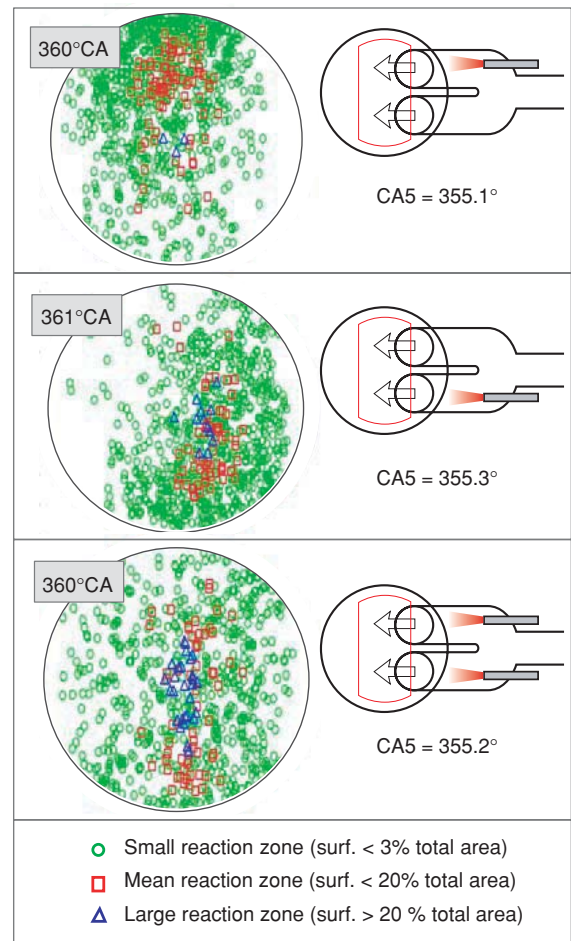 360°CA
CA5 = 355.1°
361°CA
CA5 = 355.3°
360°CA
CA5 = 355.2°
Small reaction zone (surf. < 3% total area)
Mean reaction zone (surf. < 20% total area)
Large reaction zone (surf. > 20 % total area)